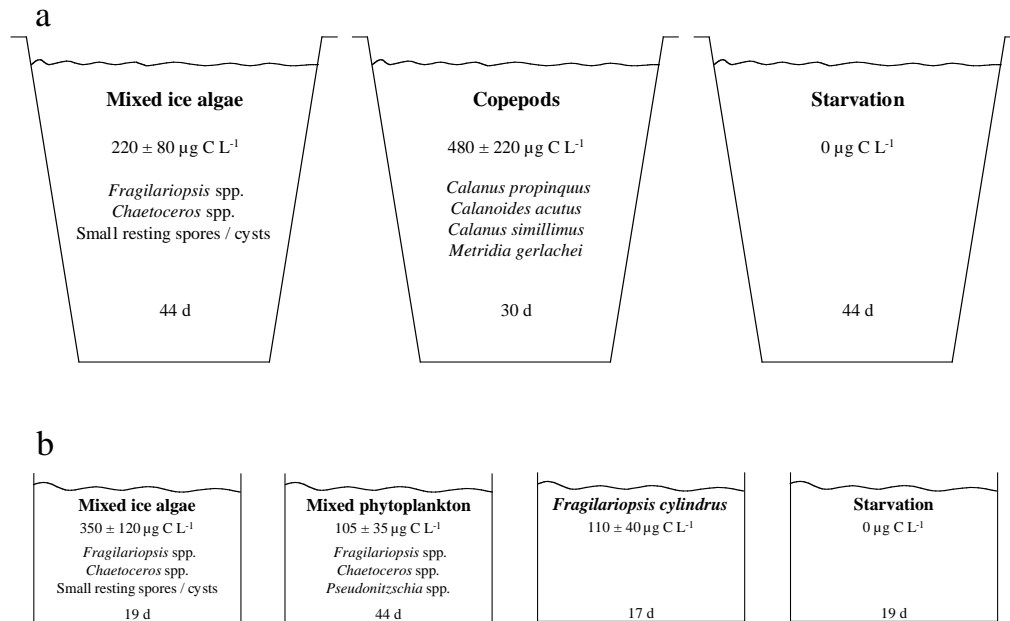 a
Mixed ice algae
220 ± 80 µg C L-1
Fragilariopsis spp.
Chaetoceros spp.
Small resting spores / cysts
44 d
Copepods
480 ± 220 µg C L-1
Calanus propinquus
Calanoides acutus
Calanus simillimus
Metridia gerlachei
30 d
Starvation
0 µg C L-1
44 d
b
Mixed ice algae
350 ± 120 µg C L-1
Fragilariopsis spp.
Chaetoceros spp.
Small resting spores / cysts
19 d
Mixed phytoplankton
105 ± 35 µg C L-1
Fragilariopsis spp.
Chaetoceros spp.
Pseudonitzschia spp.
44 d
Fragilariopsis cylindrus
110 ± 40 µg C L-1
17 d
Starvation
0 µg C L-1
19 d